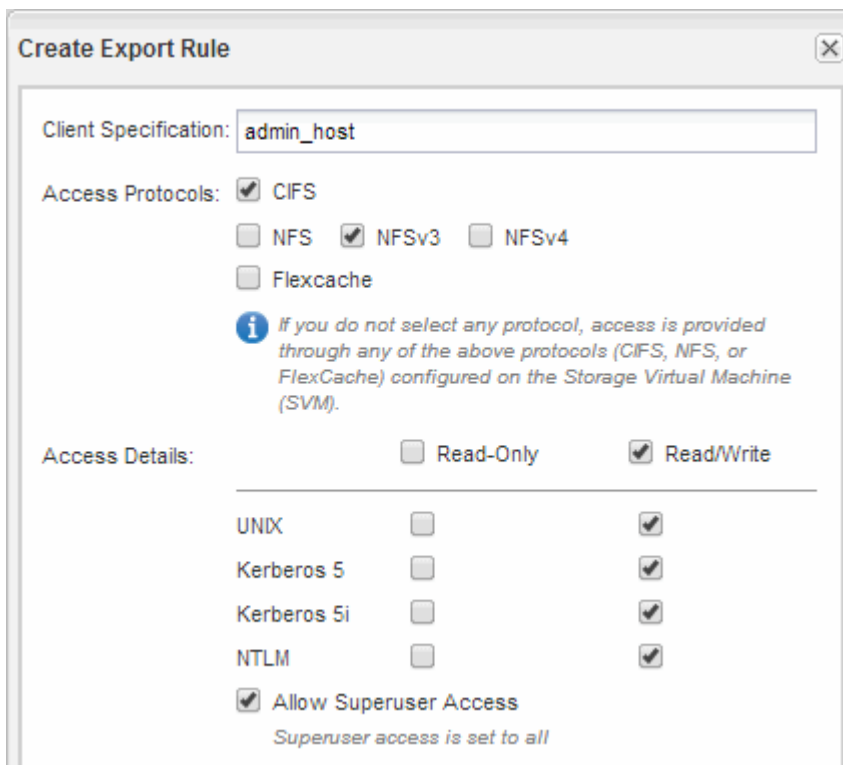 Create Export Rule
Client Specification: admin_host
Access Protocols: CIFS
NFS NFSv3 NFSv4
Flexcache
If you do not select any protocol, access is provided
through any of the above protocols (CIFS, NFS, or
FlexCache) configured on the Storage Virtual Machine
(SVM).
Access Details: Read-Only Read/Write
UNIX
Kerberos 5
Kerberos 5i
NTLM
Allow Superuser Access
Superuser access is set to all